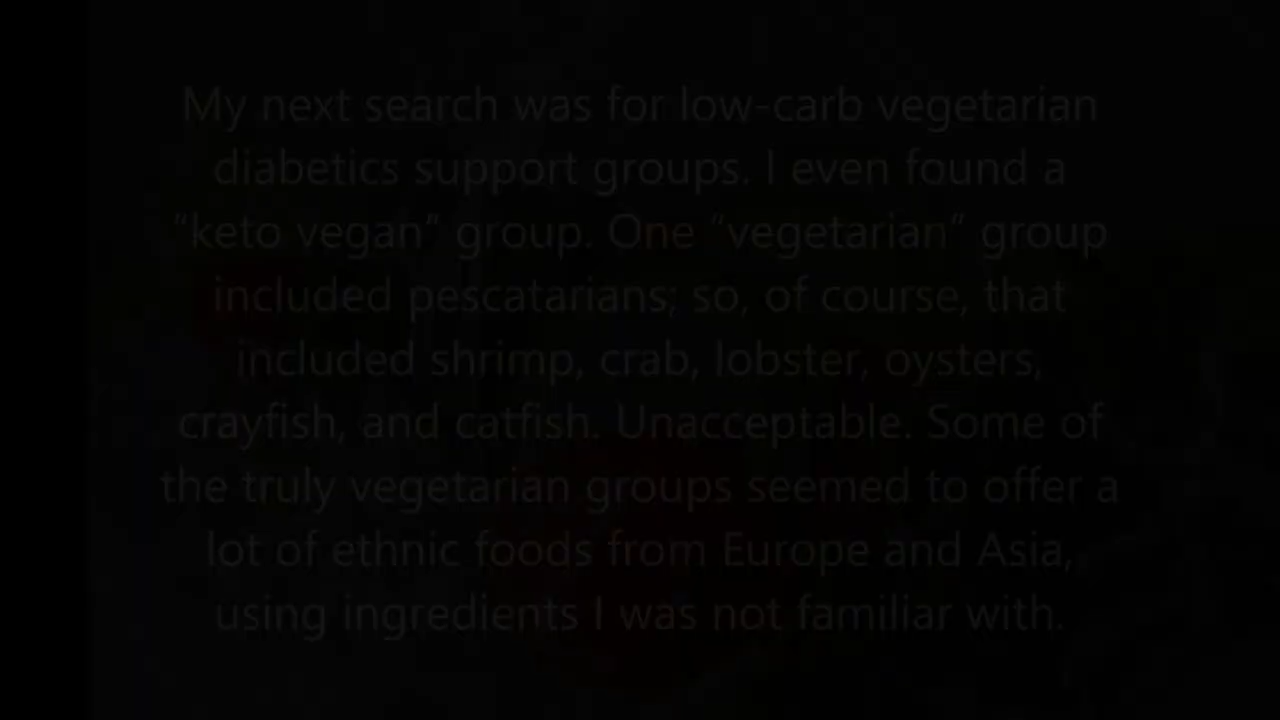 My next search was for low-carb vegetarian
diabetics support groups. I even found a
“keto vegan” group. One “vegetarian” group
included pescatarians; so, of course, that
included shrimp, crab, lobster, oysters,
crayfish, and catfish. Unacceptable. Some of
the truly vegetarian groups seemed to offer a
lot of ethnic foods from Europe and Asia,
using ingredients I was not familiar with.